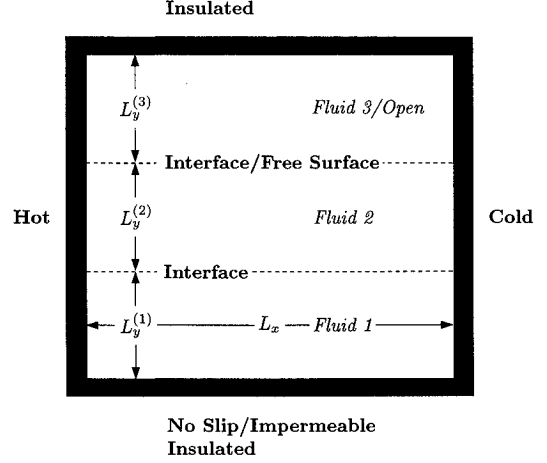 Insulated
L_y^(3)
Fluid 3/Open
Interface/Free Surface
Hot
L_y^(2)
Fluid 2
Cold
Interface
L_y^(1)
L_x
Fluid 1
No Slip/Impermeable
Insulated